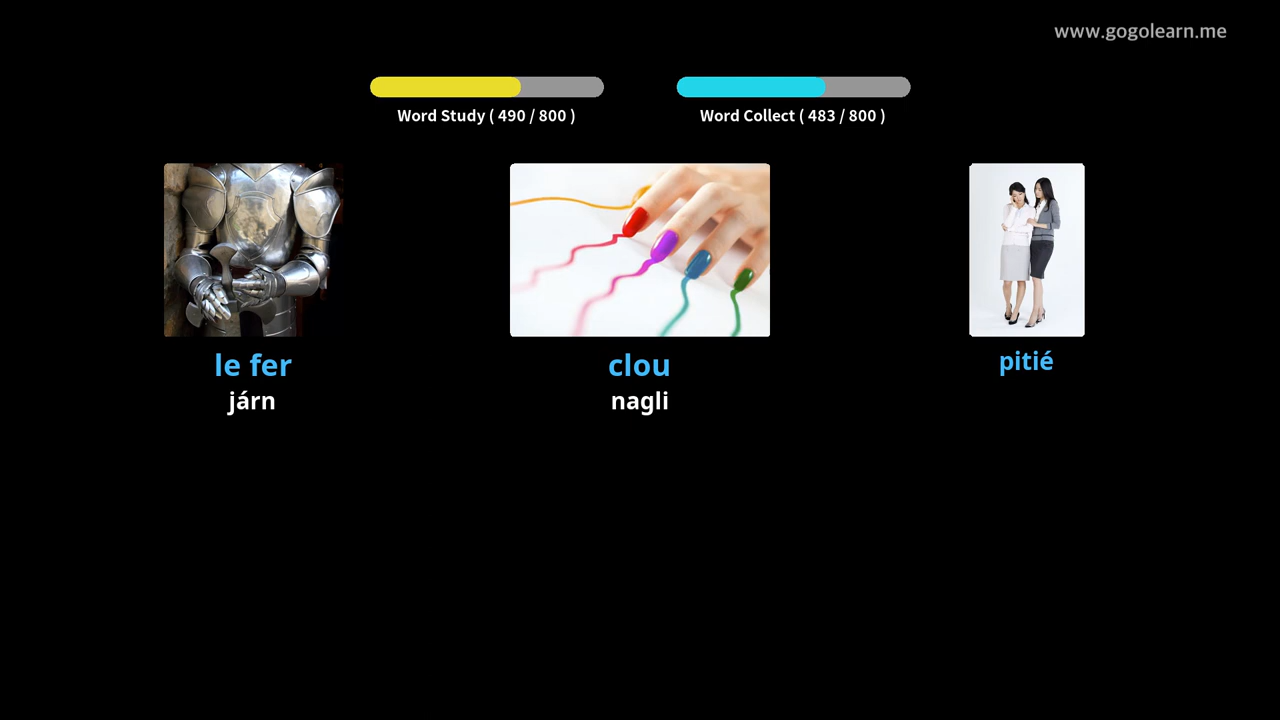 www.gogolearn.me
Word Study ( 490 / 800 )
Word Collect ( 483 / 800 )
le fer
clou
pitié
járn
nagli